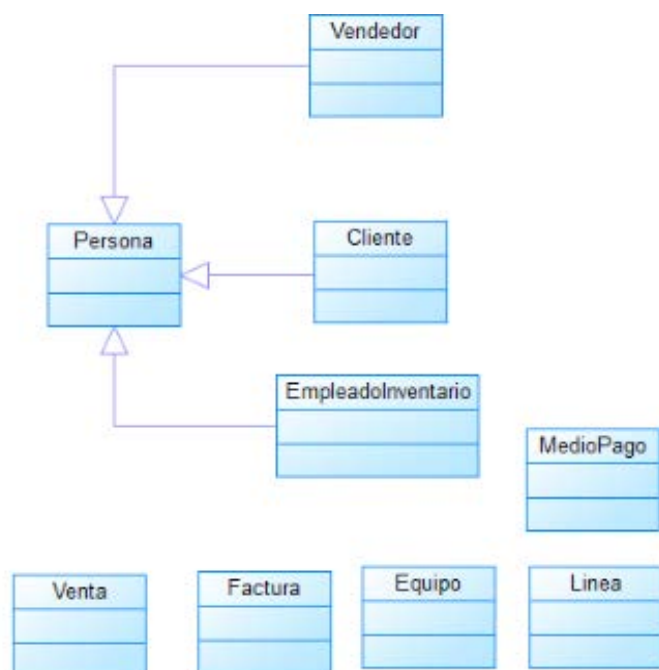 Vendedor
Persona
Cliente
EmpleadoInventario
MedioPago
Venta
Factura
Equipo
Linea